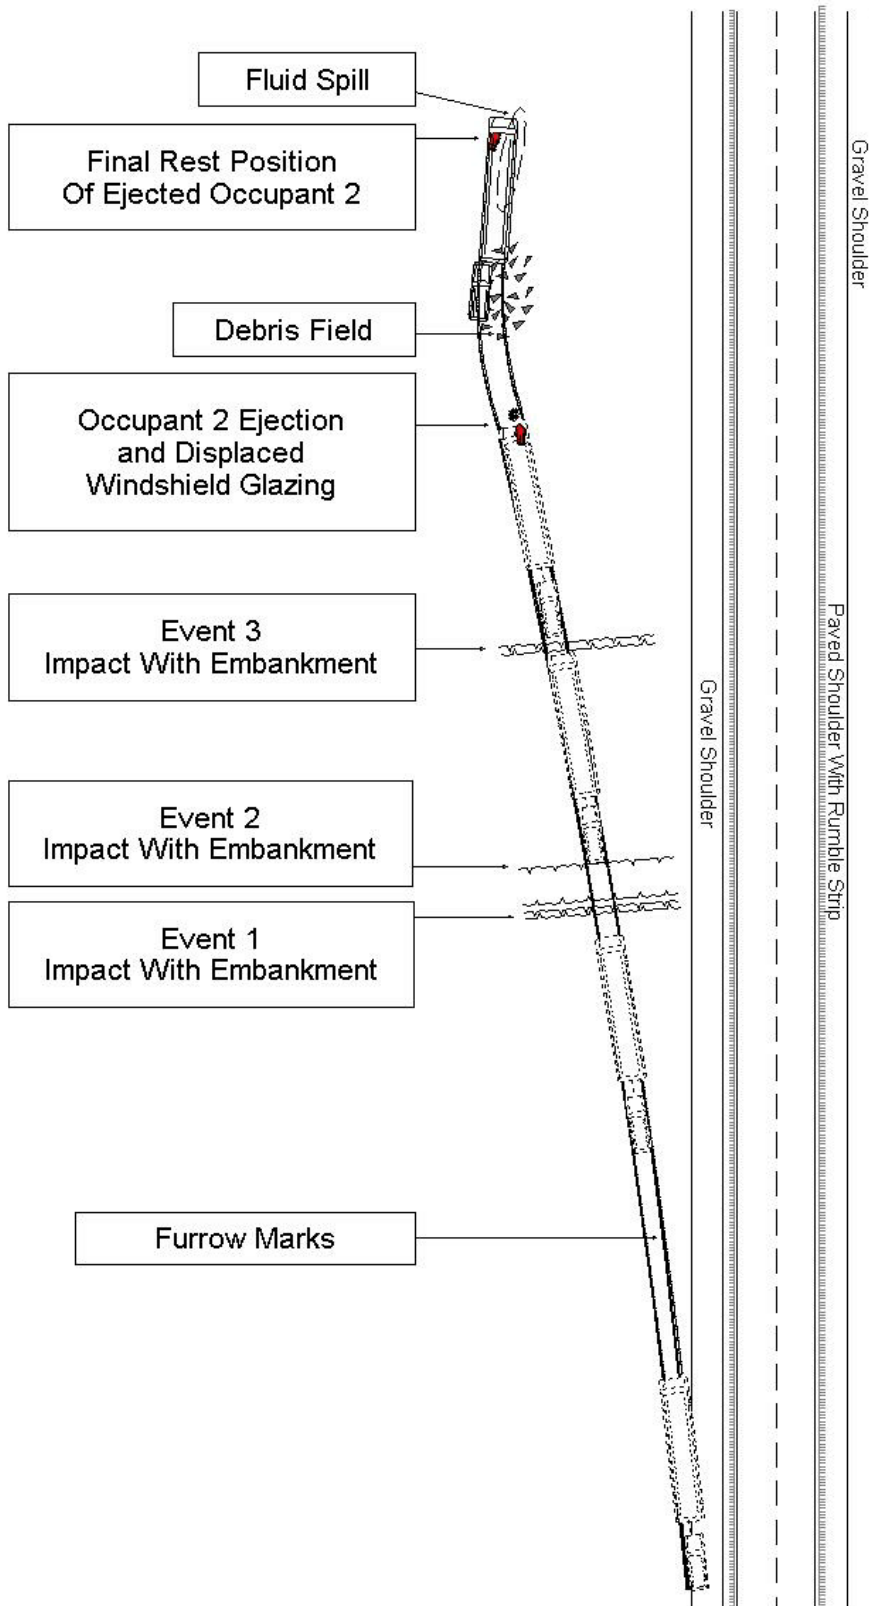 Fluid Spill
Final Rest Position
Of Ejected Occupant 2
Debris Field
Occupant 2 Ejection
and Displaced
Windshield Glazing
Event 3
Impact With Embankment
Event 2
Impact With Embankment
Event 1
Impact With Embankment
Furrow Marks
Gravel Shoulder
Paved Shoulder With Rumble Strip
Gravel Shoulder